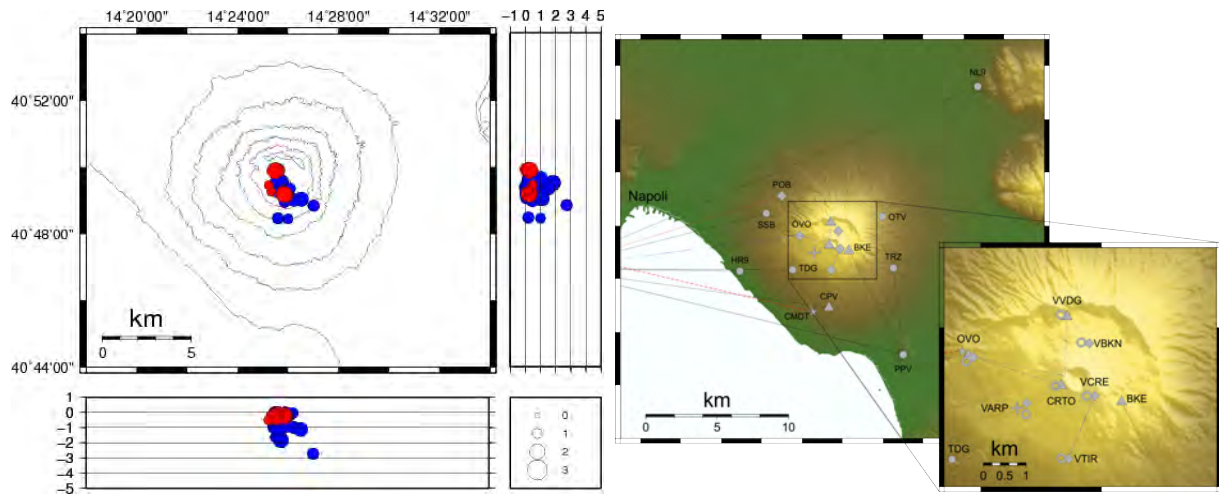 14˚20'00" 14˚24'00" 14˚28'00" 14˚32'00"
−1 0 1 2 3 4 5
40˚52'00"
40˚48'00"
40˚44'00"
km
0 5
1
0
−1
−2
−3
−4
−5
0
1
2
3
NL9
POB
Napoli
SSB
OVO
OTV
BKE
HR9
TDG
TRZ
CPV
CMDT
PPV
km
0 5 10
VVDG
OVO
VBKN
VCRE
CRTO
BKE
VARP
TDG
km
VTIR
0 0.5 1